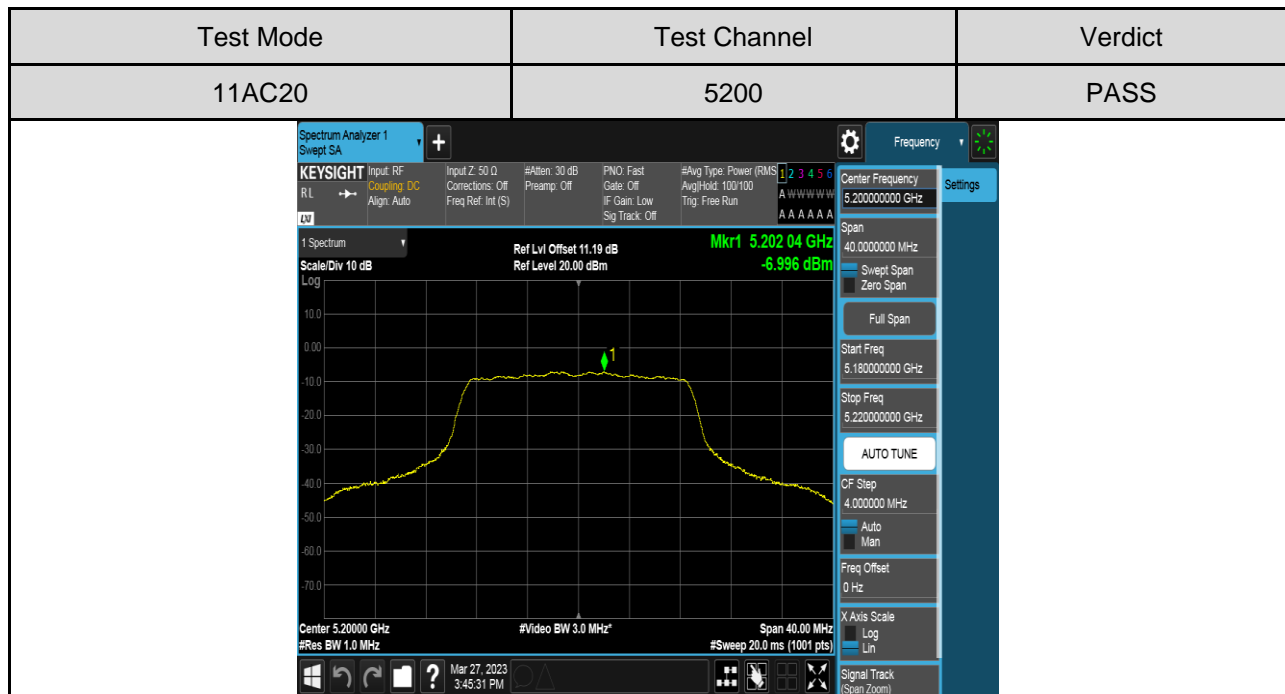 Test Mode Test Channel Verdict
11AC20 5200 PASS
Spectrum Analyzer 1
Swept SA
+
Frequency
KEYSIGHT Input: RF Input Z: 50 Ω #Atten: 30 dB PNO: Fast #Avg Type: Power (RMS 1 2 3 4 5 6
RL Coupling: DC Corrections: Off Preamp: Off Gate: Off Avg|Hold: 100/100 A W W W W W
Align: Auto Freq Ref: Int (S) IF Gain: Low Trig: Free Run
Sig Track: Off A A A A A A
LXI
1 Spectrum Ref Lvl Offset 11.19 dB Mkr1 5.202 04 GHz
Scale/Div 10 dB Ref Level 20.00 dBm -6.996 dBm
Log
10.0
0.00
1
-10.0
-20.0
-30.0
-40.0
-50.0
-60.0
-70.0
Center 5.20000 GHz #Video BW 3.0 MHz* Span 40.00 MHz
#Res BW 1.0 MHz #Sweep 20.0 ms (1001 pts)
? Mar 27, 2023
3:45:31 PM
Center Frequency
5.200000000 GHz
Settings
Span
40.0000000 MHz
Swept Span
Zero Span
Full Span
Start Freq
5.180000000 GHz
Stop Freq
5.220000000 GHz
AUTO TUNE
CF Step
4.000000 MHz
Auto
Man
Freq Offset
0 Hz
X Axis Scale
Log
Lin
Signal Track
(Span Zoom)